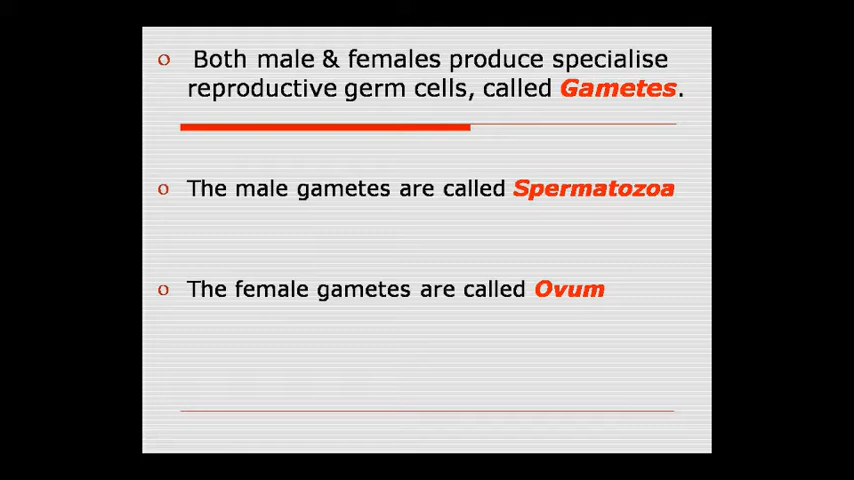 o Both male & females produce specialise
reproductive germ cells, called Gametes.
o The male gametes are called Spermatozoa
o The female gametes are called Ovum